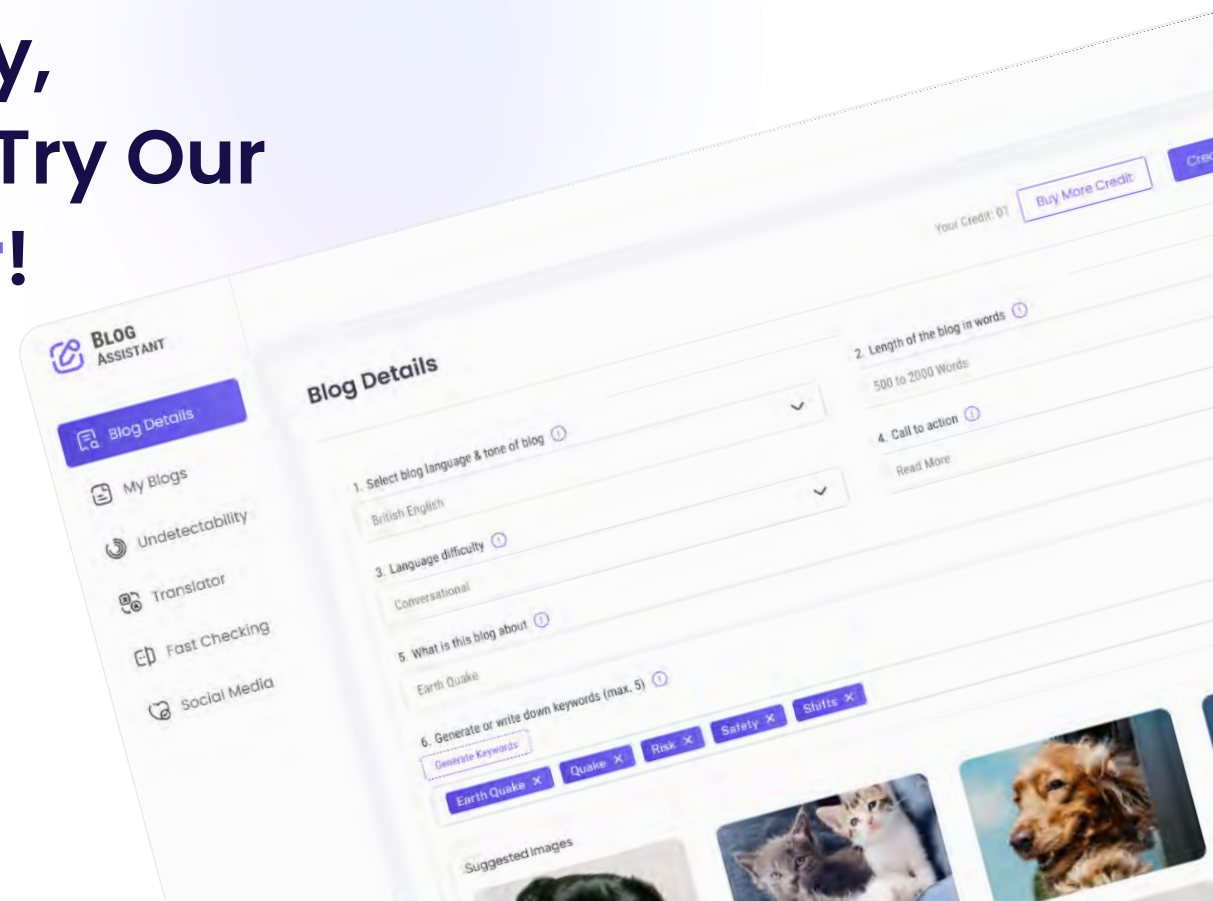 y,
Try Our
!
BLOG
ASSISTANT
Blog Details
My Blogs
Undetectability
Translator
Fast Checking
Social Media
Your Credit: 01
Buy More Credit
Blog Details
1. Select blog language & tone of blog
British English
2. Length of the blog in words
500 to 2000 Words
3. Language difficulty
Conversational
4. Call to action
Read More
5. What is this blog about
Earth Quake
6. Generate or write down keywords (max. 5)
Generate Keywords
Earth Quake X Quake X Risk X Safety X Shifts X
Suggested Images